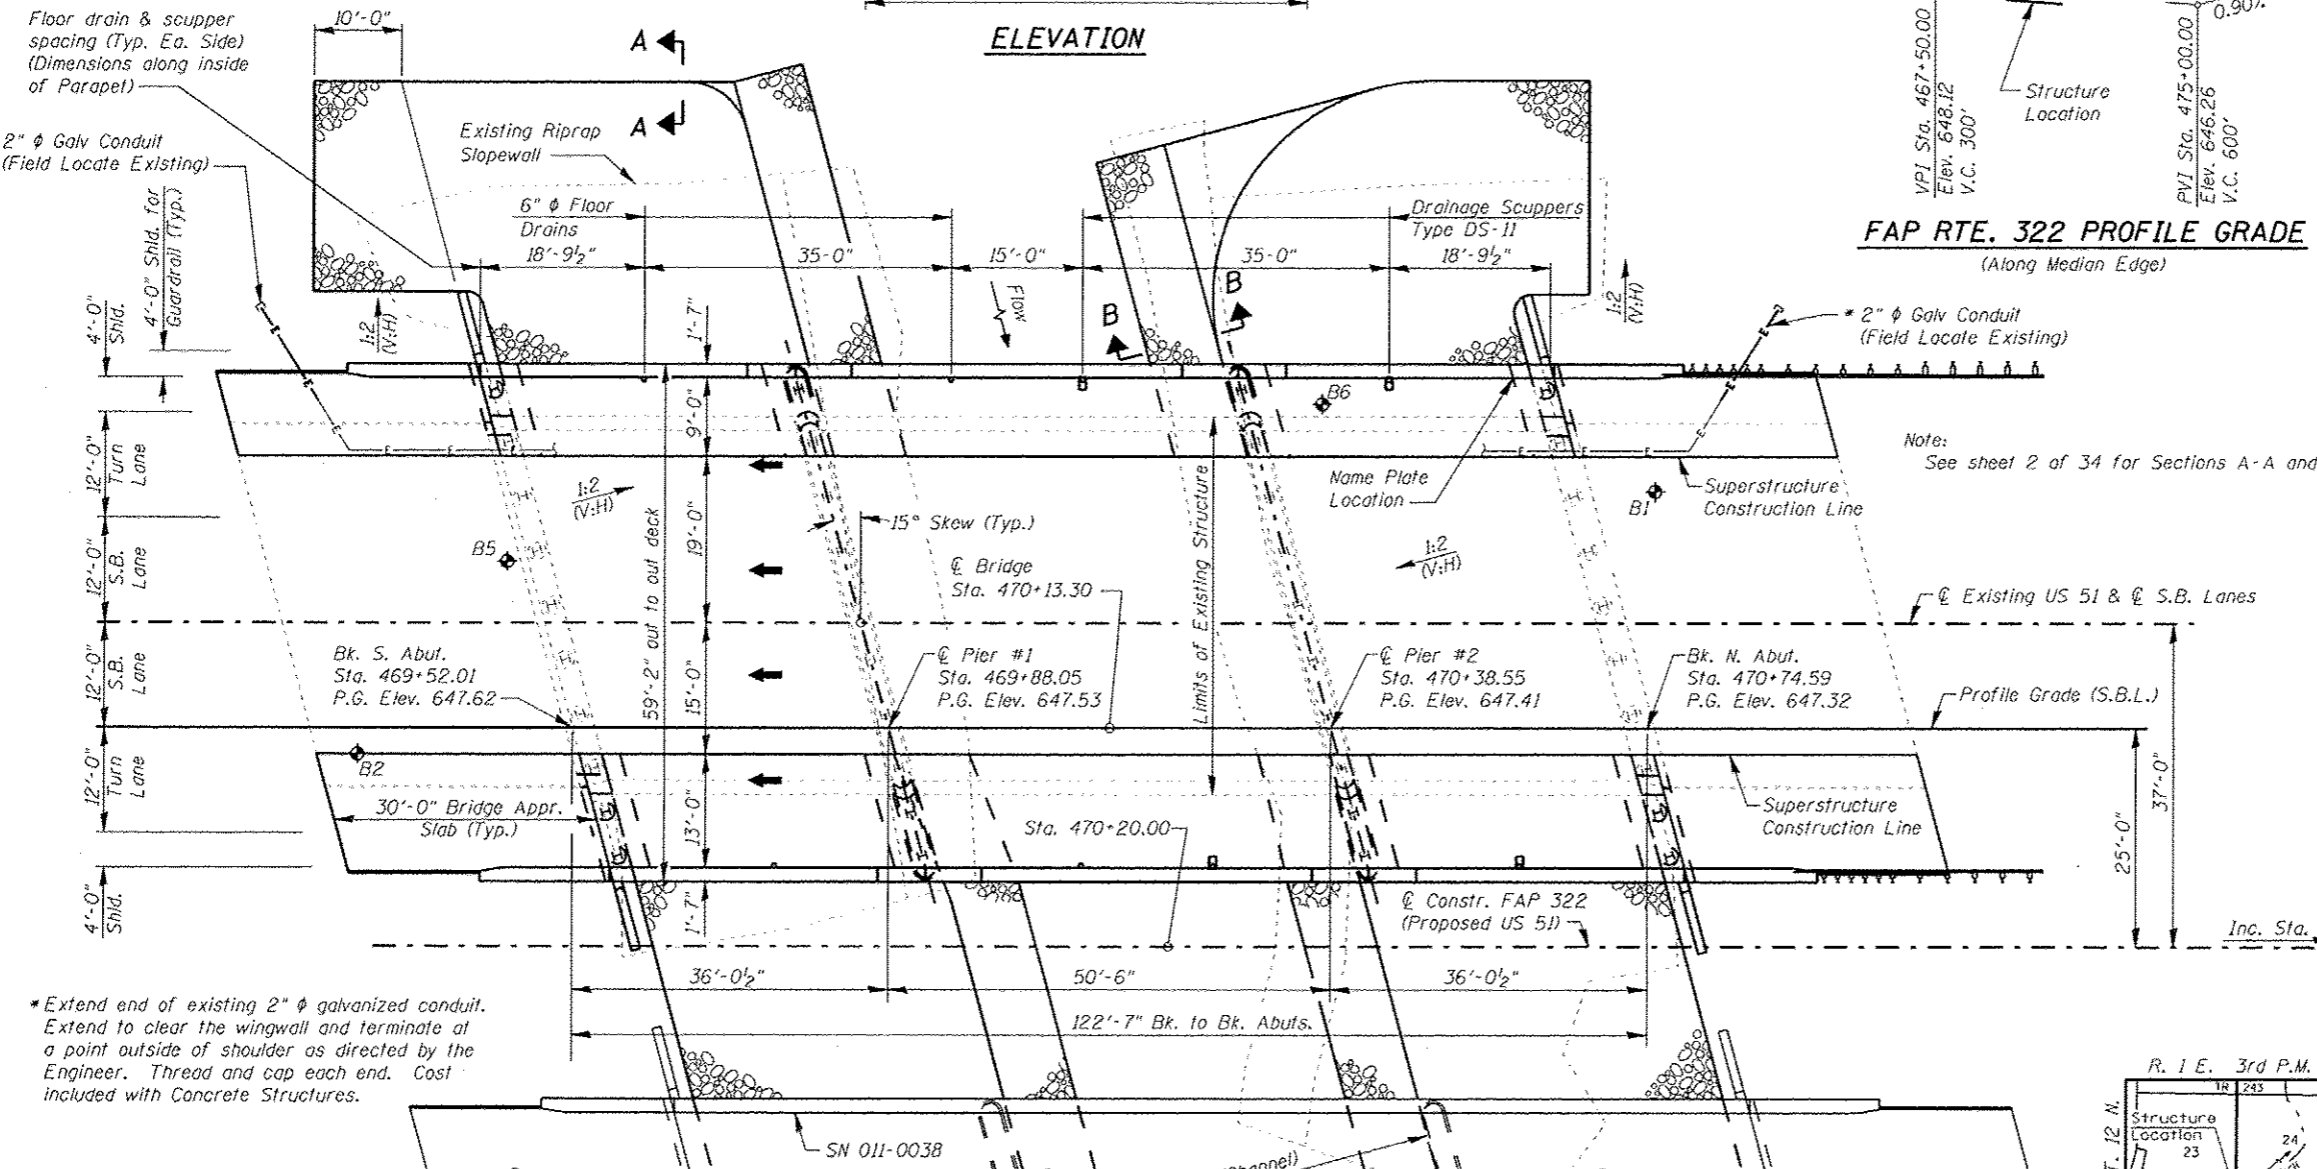 Floor drain & scupper
spacing (Typ. Ea. Side)
(Dimensions along inside
of Parapet)
10'-0"
A
A
ELEVATION
VPI Sta. 467+50.00
Elev. 648.12
V.C. 300'
Structure
Location
PVI Sta. 475+00.00
Elev. 646.26
V.C. 600'
0.90%
FAP RTE. 322 PROFILE GRADE
(Along Median Edge)
2" ϕ Galv Conduit
(Field Locate Existing)
Existing Riprap
Slopewall
4'-0" Shld. for
Guardrail (Typ.)
4'-0"
Shld.
6" ϕ Floor
Drains
Drainage Scuppers
Type DS-11
18'-9½"
35-0"
15'-0"
35-0"
18'-9½"
1:2
(V:H)
1'-7"
Flow
B
B
1:2
(V:H)
* 2" ϕ Galv Conduit
(Field Locate Existing)
B6
9'-0"
12'-0"
Turn
Lane
E
E
E
E
E
E
E
E
E
E
Note:
See sheet 2 of 34 for Sections A-A and
1:2
(V:H)
Name Plate
Location
B1
Superstructure
Construction Line
15° Skew (Typ.)
19'-0"
59'-2" out to out deck
Limits of Existing Structure
B5
12'-0"
S.B.
Lane
℄ Bridge
Sta. 470+13.30
1:2
(V:H)
℄ Existing US 51 & ℄ S.B. Lanes
12'-0"
S.B.
Lane
Bk. S. Abut.
Sta. 469+52.01
P.G. Elev. 647.62
15'-0"
℄ Pier #1
Sta. 469+88.05
P.G. Elev. 647.53
℄ Pier #2
Sta. 470+38.55
P.G. Elev. 647.41
Bk. N. Abut.
Sta. 470+74.59
P.G. Elev. 647.32
Profile Grade (S.B.L.)
B2
12'-0"
Turn
Lane
30'-0" Bridge Appr.
Slab (Typ.)
13'-0"
Sta. 470+20.00
Superstructure
Construction Line
25'-0"
37'-0"
4'-0"
Shld.
1'-7"
℄ Constr. FAP 322
(Proposed US 51)
Inc. Sta.
36'-0½"
50'-6"
36'-0½"
122'-7" Bk. to Bk. Abuts.
* Extend end of existing 2" ϕ galvanized conduit.
Extend to clear the wingwall and terminate at
a point outside of shoulder as directed by the
Engineer. Thread and cap each end. Cost
included with Concrete Structures.
SN 011-0038
R. 1 E. 3rd P.M.
1R 243
Structure
Location
23
24
T. 12 N.